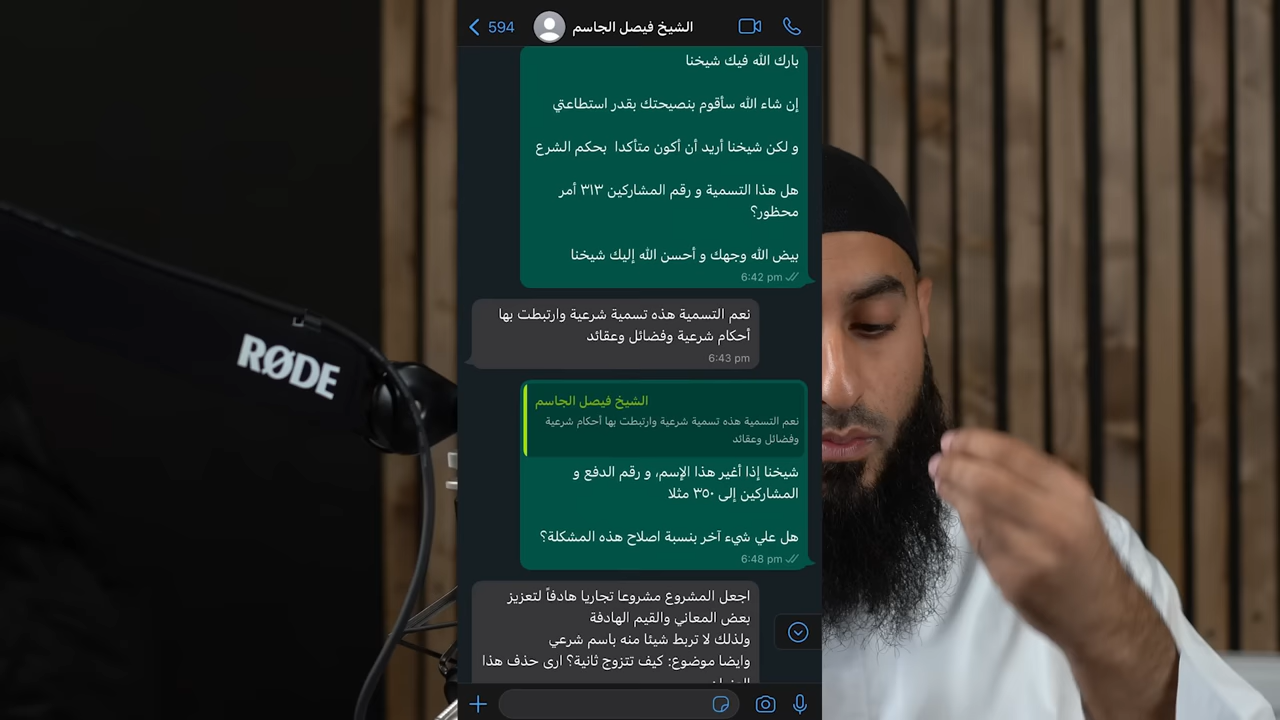 594
الشيخ فيصل الجاسم
بارك الله فيك شيخنا
إن شاء الله سأقوم بنصيحتك بقدر استطاعتي
و لكن شيخنا أريد أن أكون متأكدا بحكم الشرع
هل هذا التسمية و رقم المشاركين ٣١٣ أمر
محظور؟
بيض الله وجهك و أحسن الله إليك شيخنا
6:42 pm
نعم التسمية هذه تسمية شرعية وارتبطت بها
أحكام شرعية وفضائل وعقائد
6:43 pm
الشيخ فيصل الجاسم
نعم التسمية هذه تسمية شرعية وارتبطت بها أحكام شرعية
وفضائل وعقائد
شيخنا إذا أغير هذا الإسم، و رقم الدفع و
المشاركين إلى ٣٥٠ مثلا
هل علي شيء آخر بنسبة اصلاح هذه المشكلة؟
6:48 pm
اجعل المشروع مشروعا تجاريا هادفاً لتعزيز
بعض المعاني والقيم الهادفة
ولذلك لا تربط شيئا منه باسم شرعي
وايضا موضوع: كيف تتزوج ثانية؟ ارى حذف هذا
RØDE